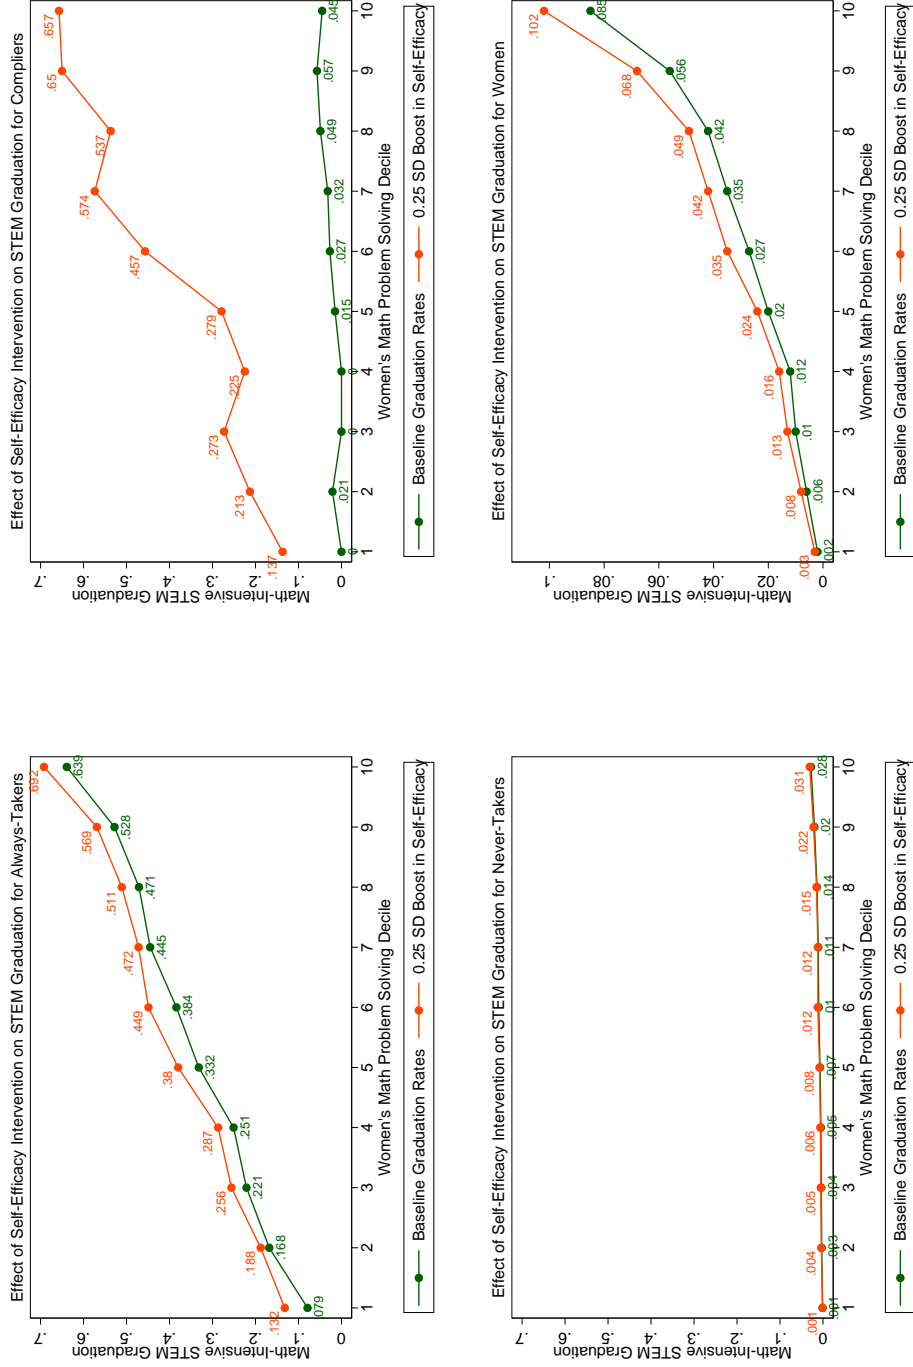 Effect of Self-Efficacy Intervention on STEM Graduation for Always-Takers
Math-Intensive STEM Graduation
.7
.6
.5
.4
.3
.2
.1
0
.132 .188 .256 .287 .38 .449 .472 .511 .569 .692
.079 .168 .221 .251 .332 .384 .445 .471 .528 .639
1 2 3 4 5 6 7 8 9 10
Women's Math Problem Solving Decile
Baseline Graduation Rates 0.25 SD Boost in Self-Efficacy
Effect of Self-Efficacy Intervention on STEM Graduation for Compliers
Math-Intensive STEM Graduation
.7
.6
.5
.4
.3
.2
.1
0
.137 .213 .273 .225 .279 .457 .574 .537 .65 .657
0 .021 0 0 .015 .027 .032 .049 .057 .045
1 2 3 4 5 6 7 8 9 10
Women's Math Problem Solving Decile
Baseline Graduation Rates 0.25 SD Boost in Self-Efficacy
Effect of Self-Efficacy Intervention on STEM Graduation for Never-Takers
Math-Intensive STEM Graduation
.7
.6
.5
.4
.3
.2
.1
0
.001 .004 .005 .006 .008 .012 .012 .015 .022 .031
.001 .003 .004 .005 .007 .01 .011 .014 .02 .028
1 2 3 4 5 6 7 8 9 10
Women's Math Problem Solving Decile
Baseline Graduation Rates 0.25 SD Boost in Self-Efficacy
Effect of Self-Efficacy Intervention on STEM Graduation for Women
Math-Intensive STEM Graduation
.1
.08
.06
.04
.02
0
.003 .008 .013 .016 .024 .035 .042 .049 .068 .102
.002 .006 .01 .012 .02 .027 .035 .042 .056 .085
1 2 3 4 5 6 7 8 9 10
Women's Math Problem Solving Decile
Baseline Graduation Rates 0.25 SD Boost in Self-Efficacy